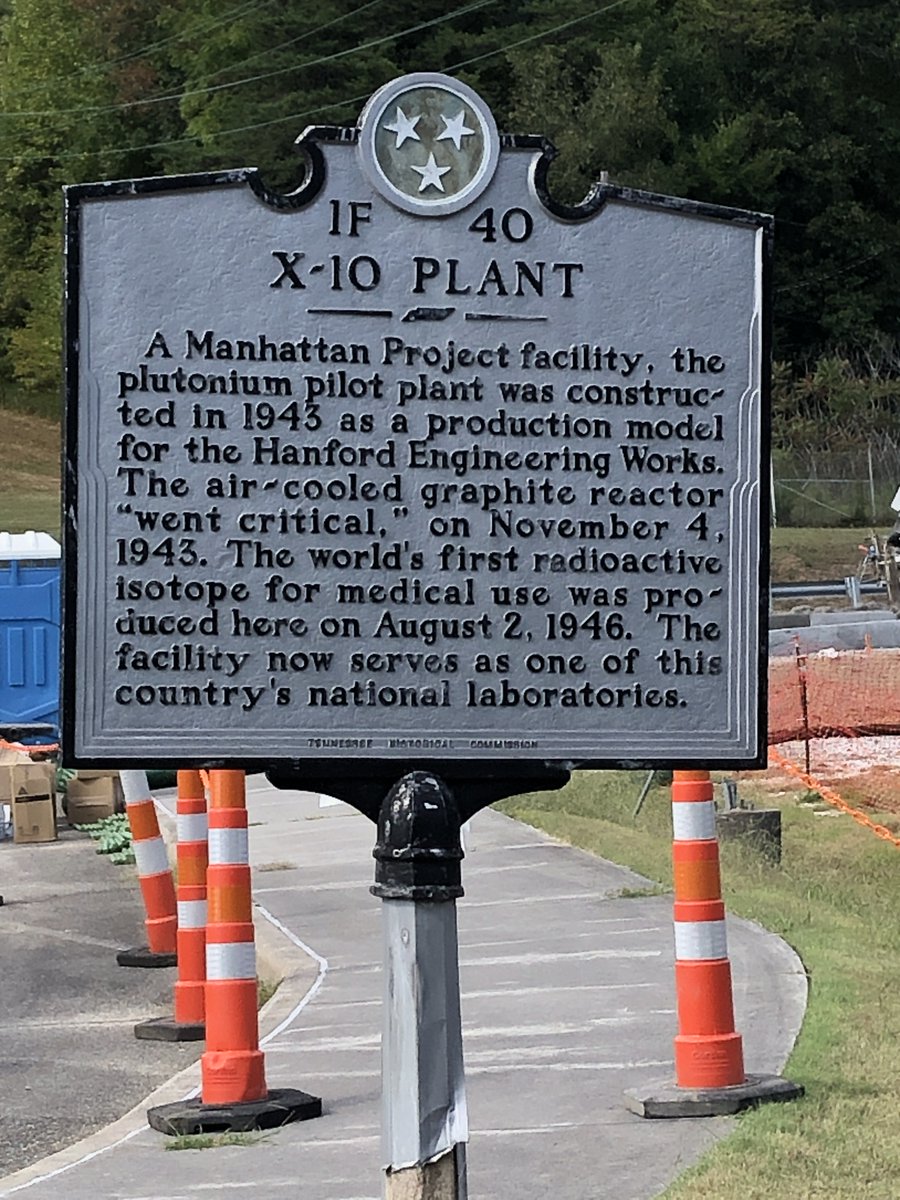 1F 40
X-10 PLANT
A Manhattan Project facility, the
plutonium pilot plant was construc-
ted in 1943 as a production model
for the Hanford Engineering Works.
The air-cooled graphite reactor
"went critical," on November 4,
1943. The world's first radioactive
isotope for medical use was pro-
duced here on August 2, 1946. The
facility now serves as one of this
country's national laboratories.
TENNESSEE HISTORICAL COMMISSION